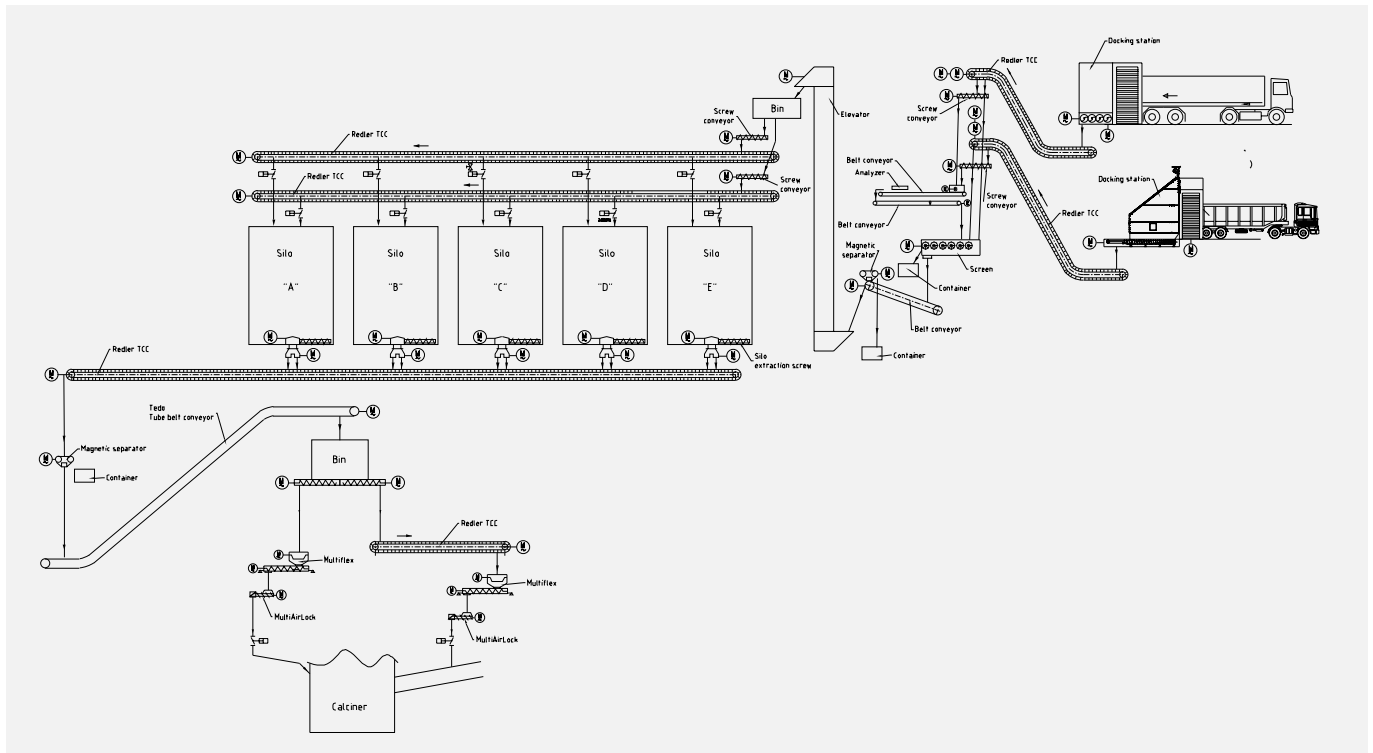 Docking station
Redler TCC
Bin
Elevator
Screw
conveyor
Screw
conveyor
Redler TCC
Belt conveyor
Analyzer
Docking station
Redler TCC
Screw
conveyor
Screw
conveyor
Redler TCC
Belt conveyor
Magnetic
separator
Screen
Container
Belt conveyor
Container
Silo
"A"
Silo
"B"
Silo
"C"
Silo
"D"
Silo
"E"
Silo
extraction screw
Redler TCC
Tedo
Tube belt conveyor
Magnetic separator
Container
Bin
Redler TCC
Multiflex
Multiflex
MultiAirLock
MultiAirLock
Calciner
Redler TCC